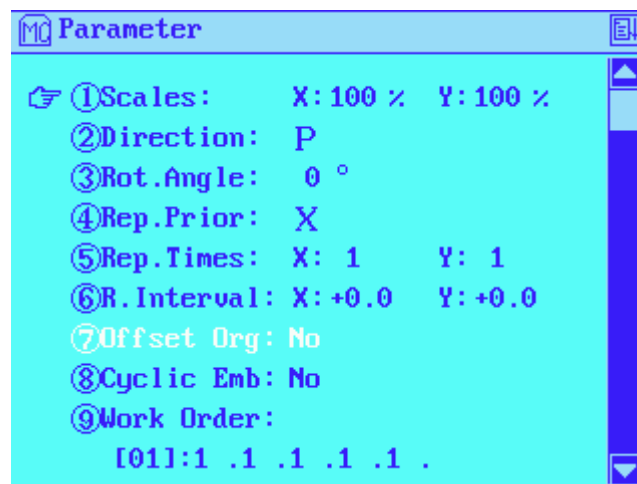 MQ Parameter
①Scales: X:100 % Y:100 %
②Direction: P
③Rot.Angle: 0 °
④Rep.Prior: X
⑤Rep.Times: X: 1 Y: 1
⑥R.Interval: X:+0.0 Y:+0.0
⑦Offset Org: No
⑧Cyclic Emb: No
⑨Work Order:
[01]:1 .1 .1 .1 .1 .